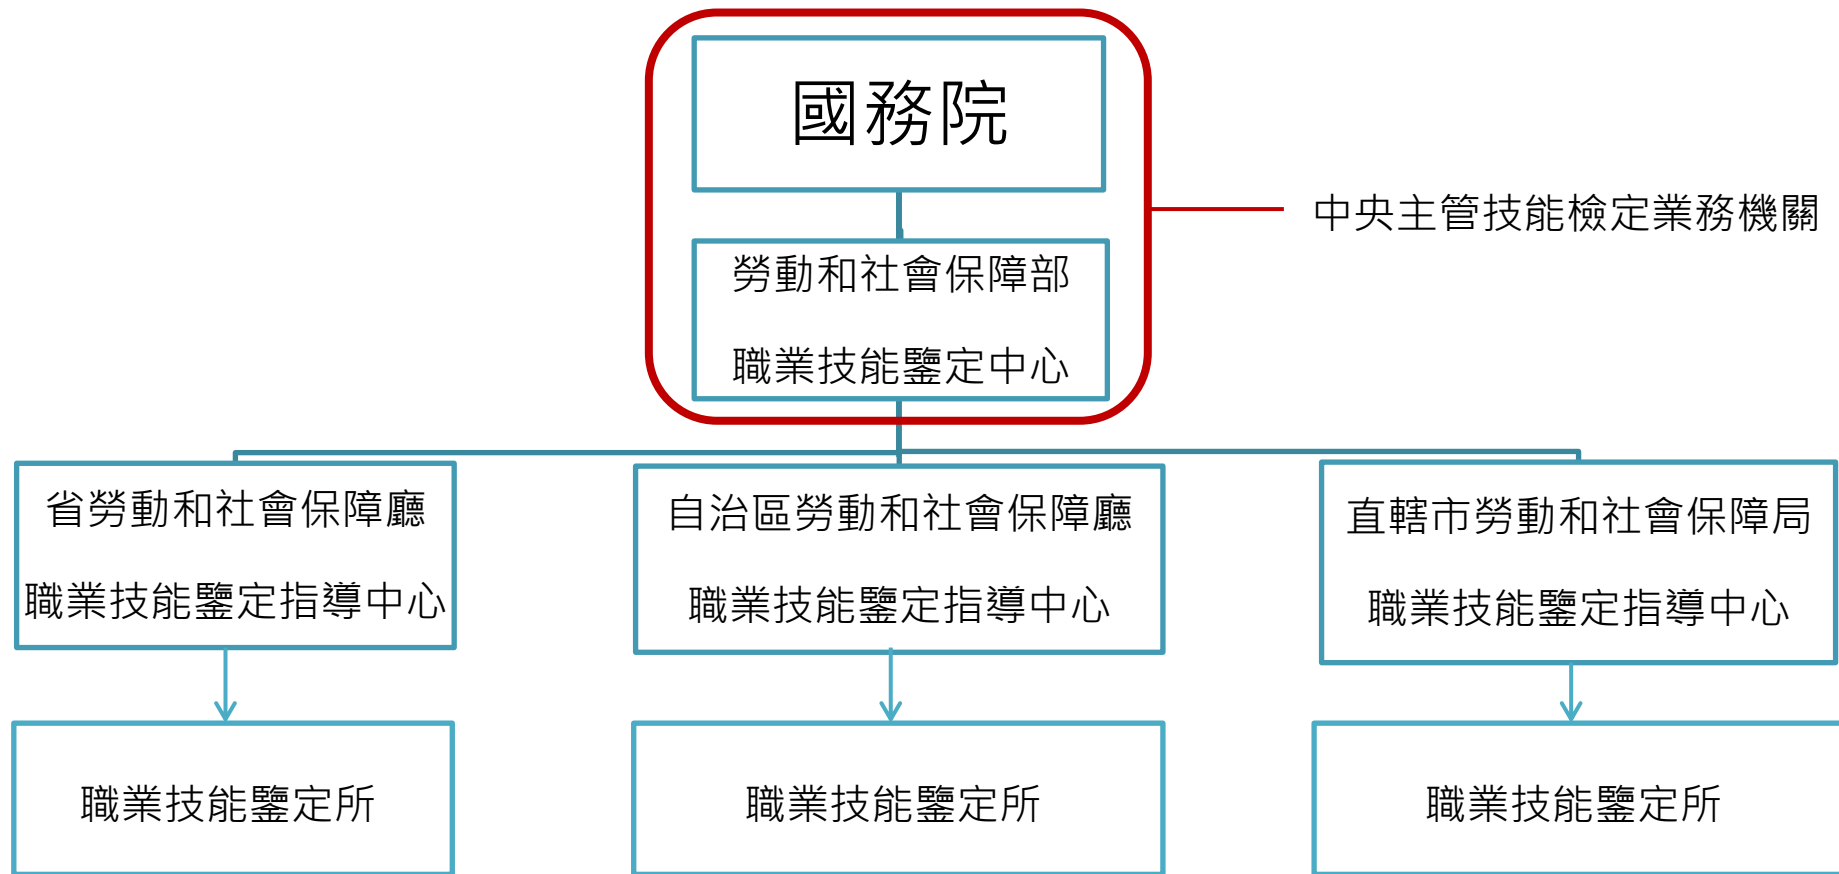 國務院
中央主管技能檢定業務機關
勞動和社會保障部
職業技能鑒定中心
省勞動和社會保障廳
職業技能鑒定指導中心
自治區勞動和社會保障廳
職業技能鑒定指導中心
直轄市勞動和社會保障局
職業技能鑒定指導中心
職業技能鑒定所
職業技能鑒定所
職業技能鑒定所